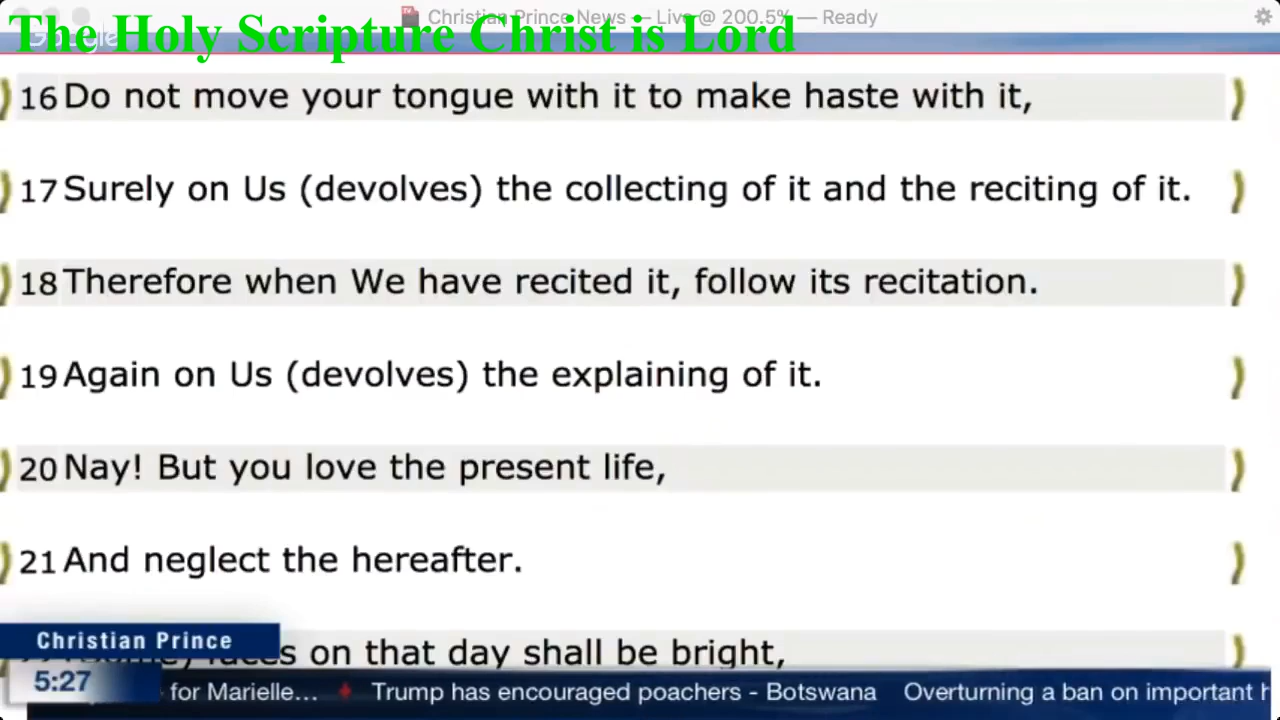 Christian Prince News — Live @ 200.5% — Ready
The Holy Scripture Christ is Lord
Google
16 Do not move your tongue with it to make haste with it,
17 Surely on Us (devolves) the collecting of it and the reciting of it.
18 Therefore when We have recited it, follow its recitation.
19 Again on Us (devolves) the explaining of it.
20 Nay! But you love the present life,
21 And neglect the hereafter.
on that day shall be bright,
Christian Prince
5:27
for Marielle... ♦ Trump has encouraged poachers - Botswana Overturning a ban on important